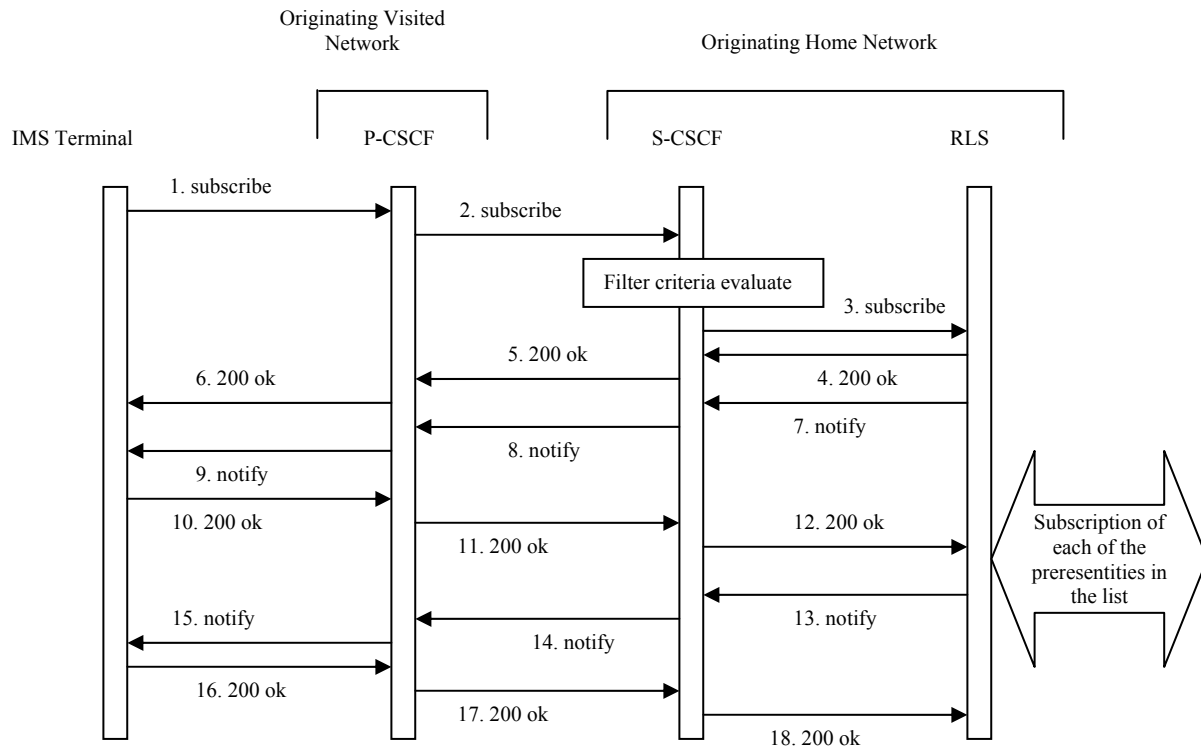 Originating Visited
Network
Originating Home Network
IMS Terminal
P-CSCF
S-CSCF
RLS
1. subscribe
2. subscribe
Filter criteria evaluate
3. subscribe
5. 200 ok
6. 200 ok
4. 200 ok
7. notify
8. notify
9. notify
10. 200 ok
12. 200 ok
11. 200 ok
Subscription of
each of the
preresentities in
the list
15. notify
13. notify
14. notify
16. 200 ok
17. 200 ok
18. 200 ok